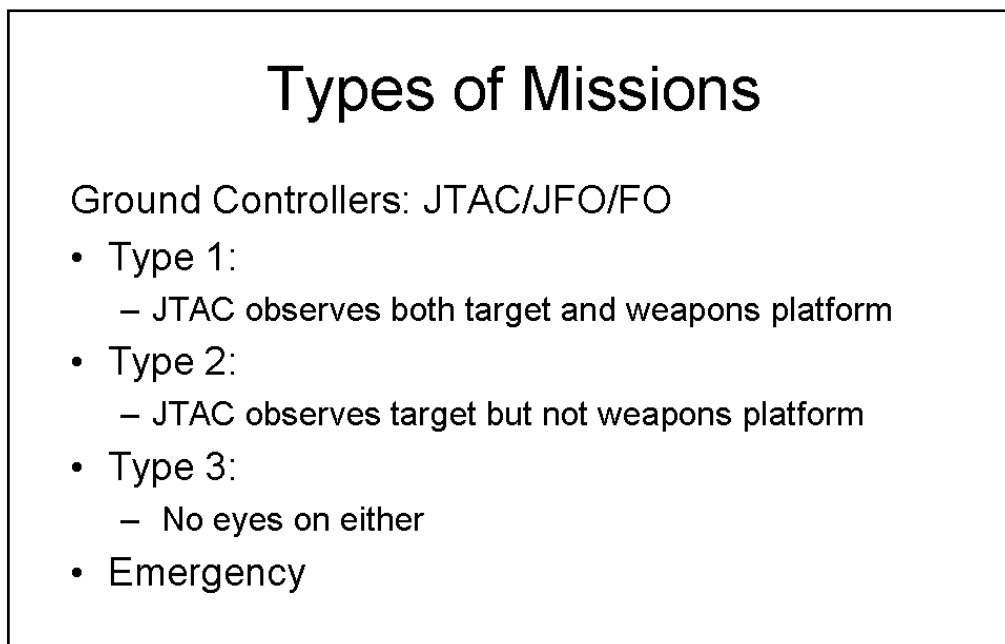 Types of Missions
Ground Controllers: JTAC/JFO/FO
• Type 1:
– JTAC observes both target and weapons platform
• Type 2:
– JTAC observes target but not weapons platform
• Type 3:
– No eyes on either
• Emergency